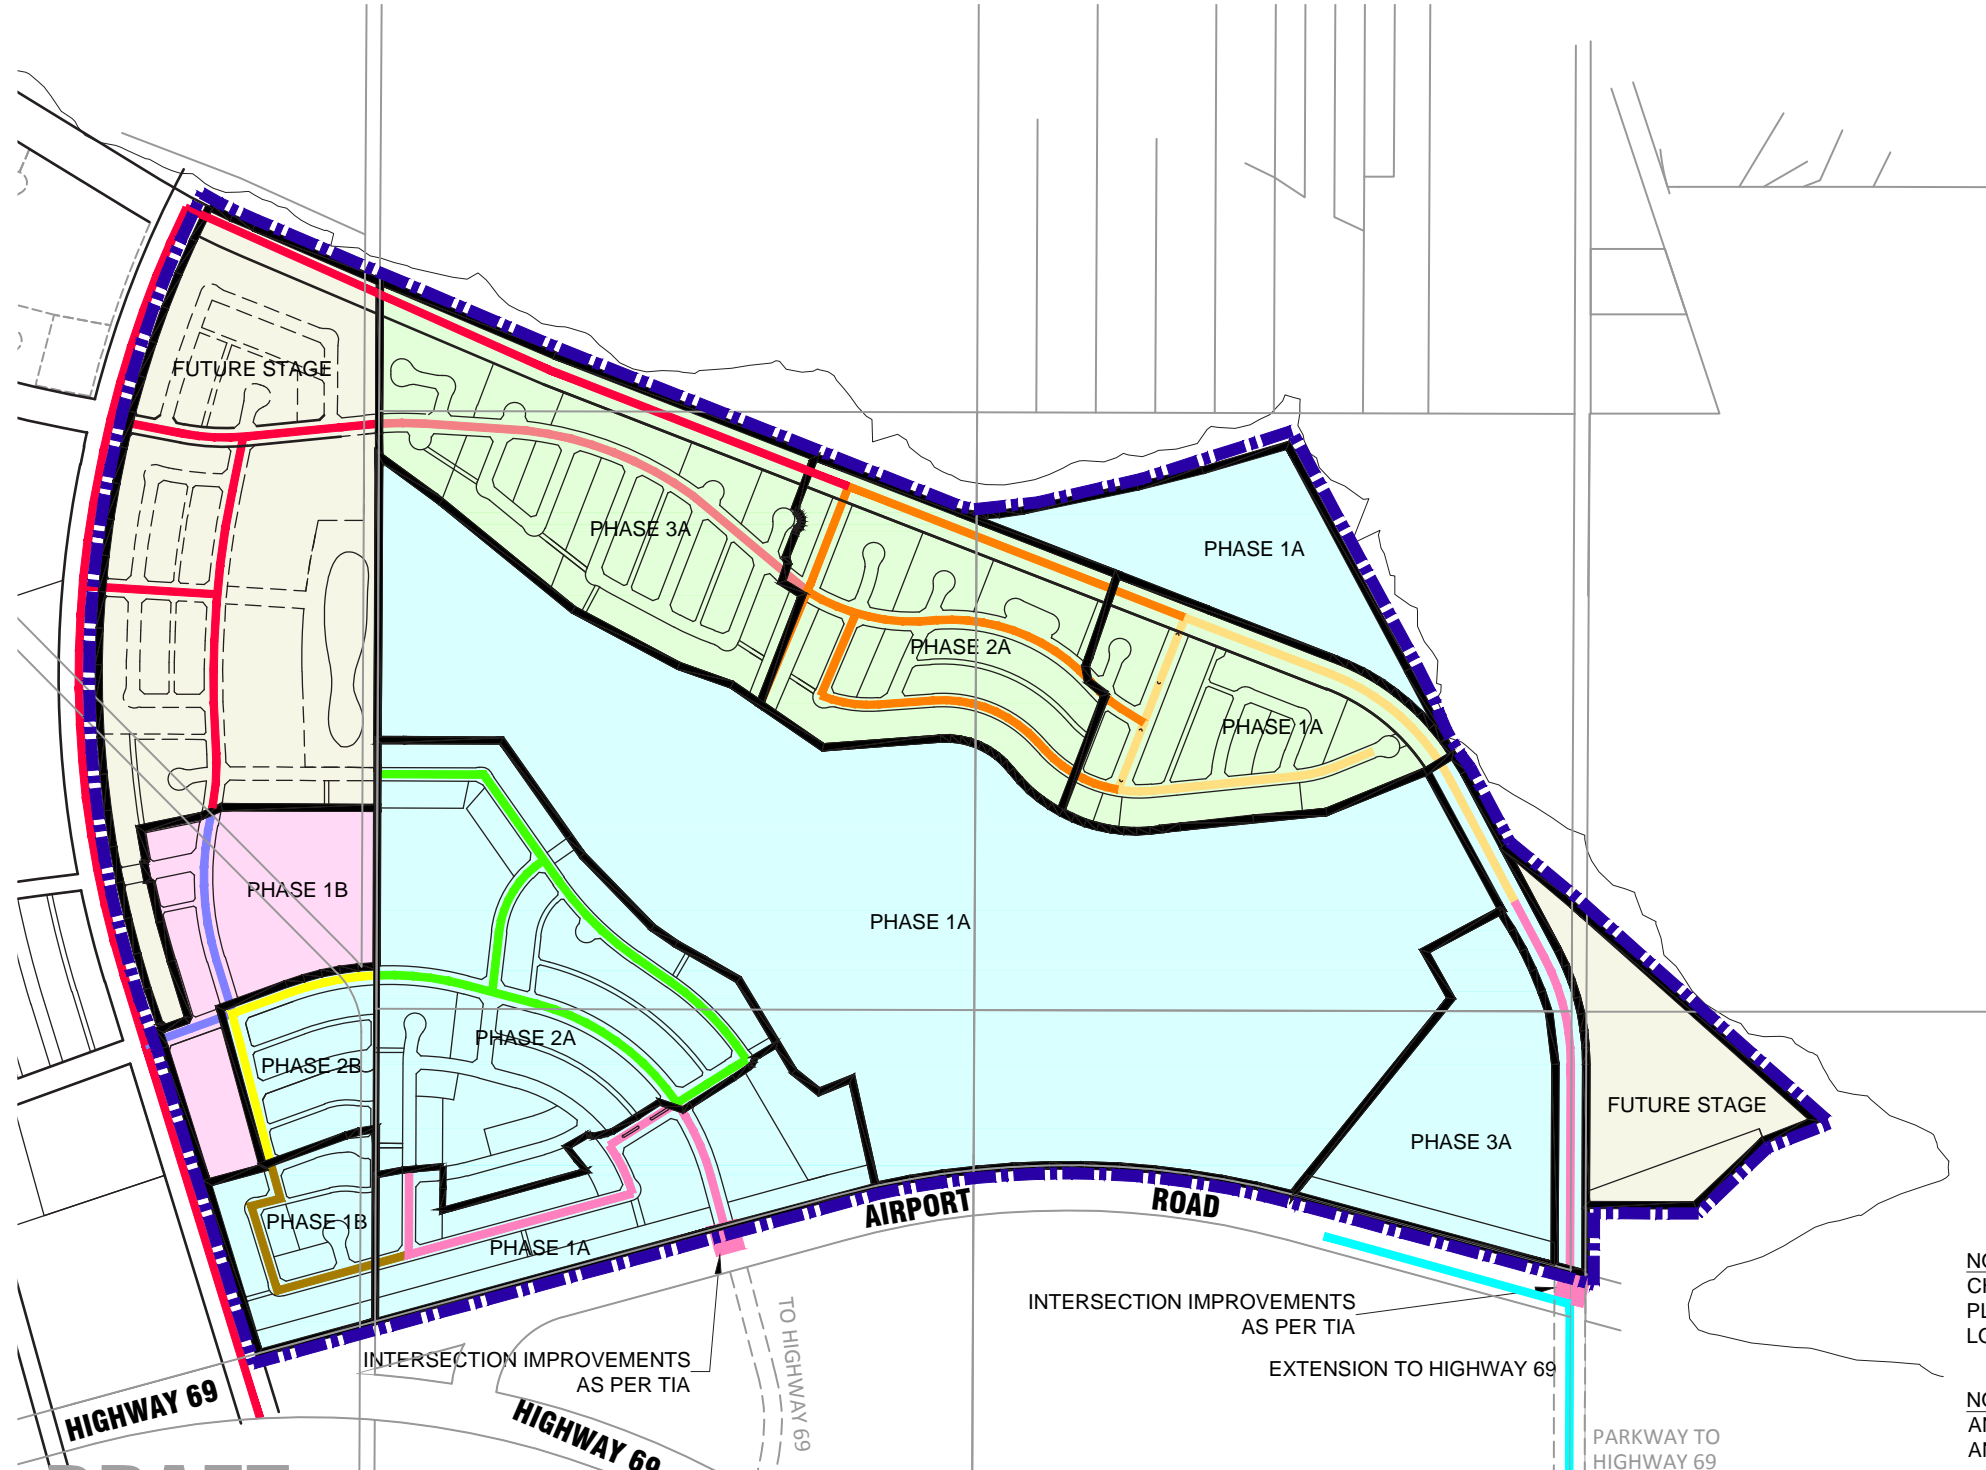 FUTURE STAGE
PHASE 3A
PHASE 1A
PHASE 2A
PHASE 1A
PHASE 1B
PHASE 1A
PHASE 2A
PHASE 2B
FUTURE STAGE
PHASE 3A
PHASE 1B
PHASE 1A
AIRPORT
ROAD
INTERSECTION IMPROVEMENTS
AS PER TIA
INTERSECTION IMPROVEMENTS
AS PER TIA
EXTENSION TO HIGHWAY 69
TO HIGHWAY 69
HIGHWAY 69
HIGHWAY 69
PARKWAY TO
HIGHWAY 69